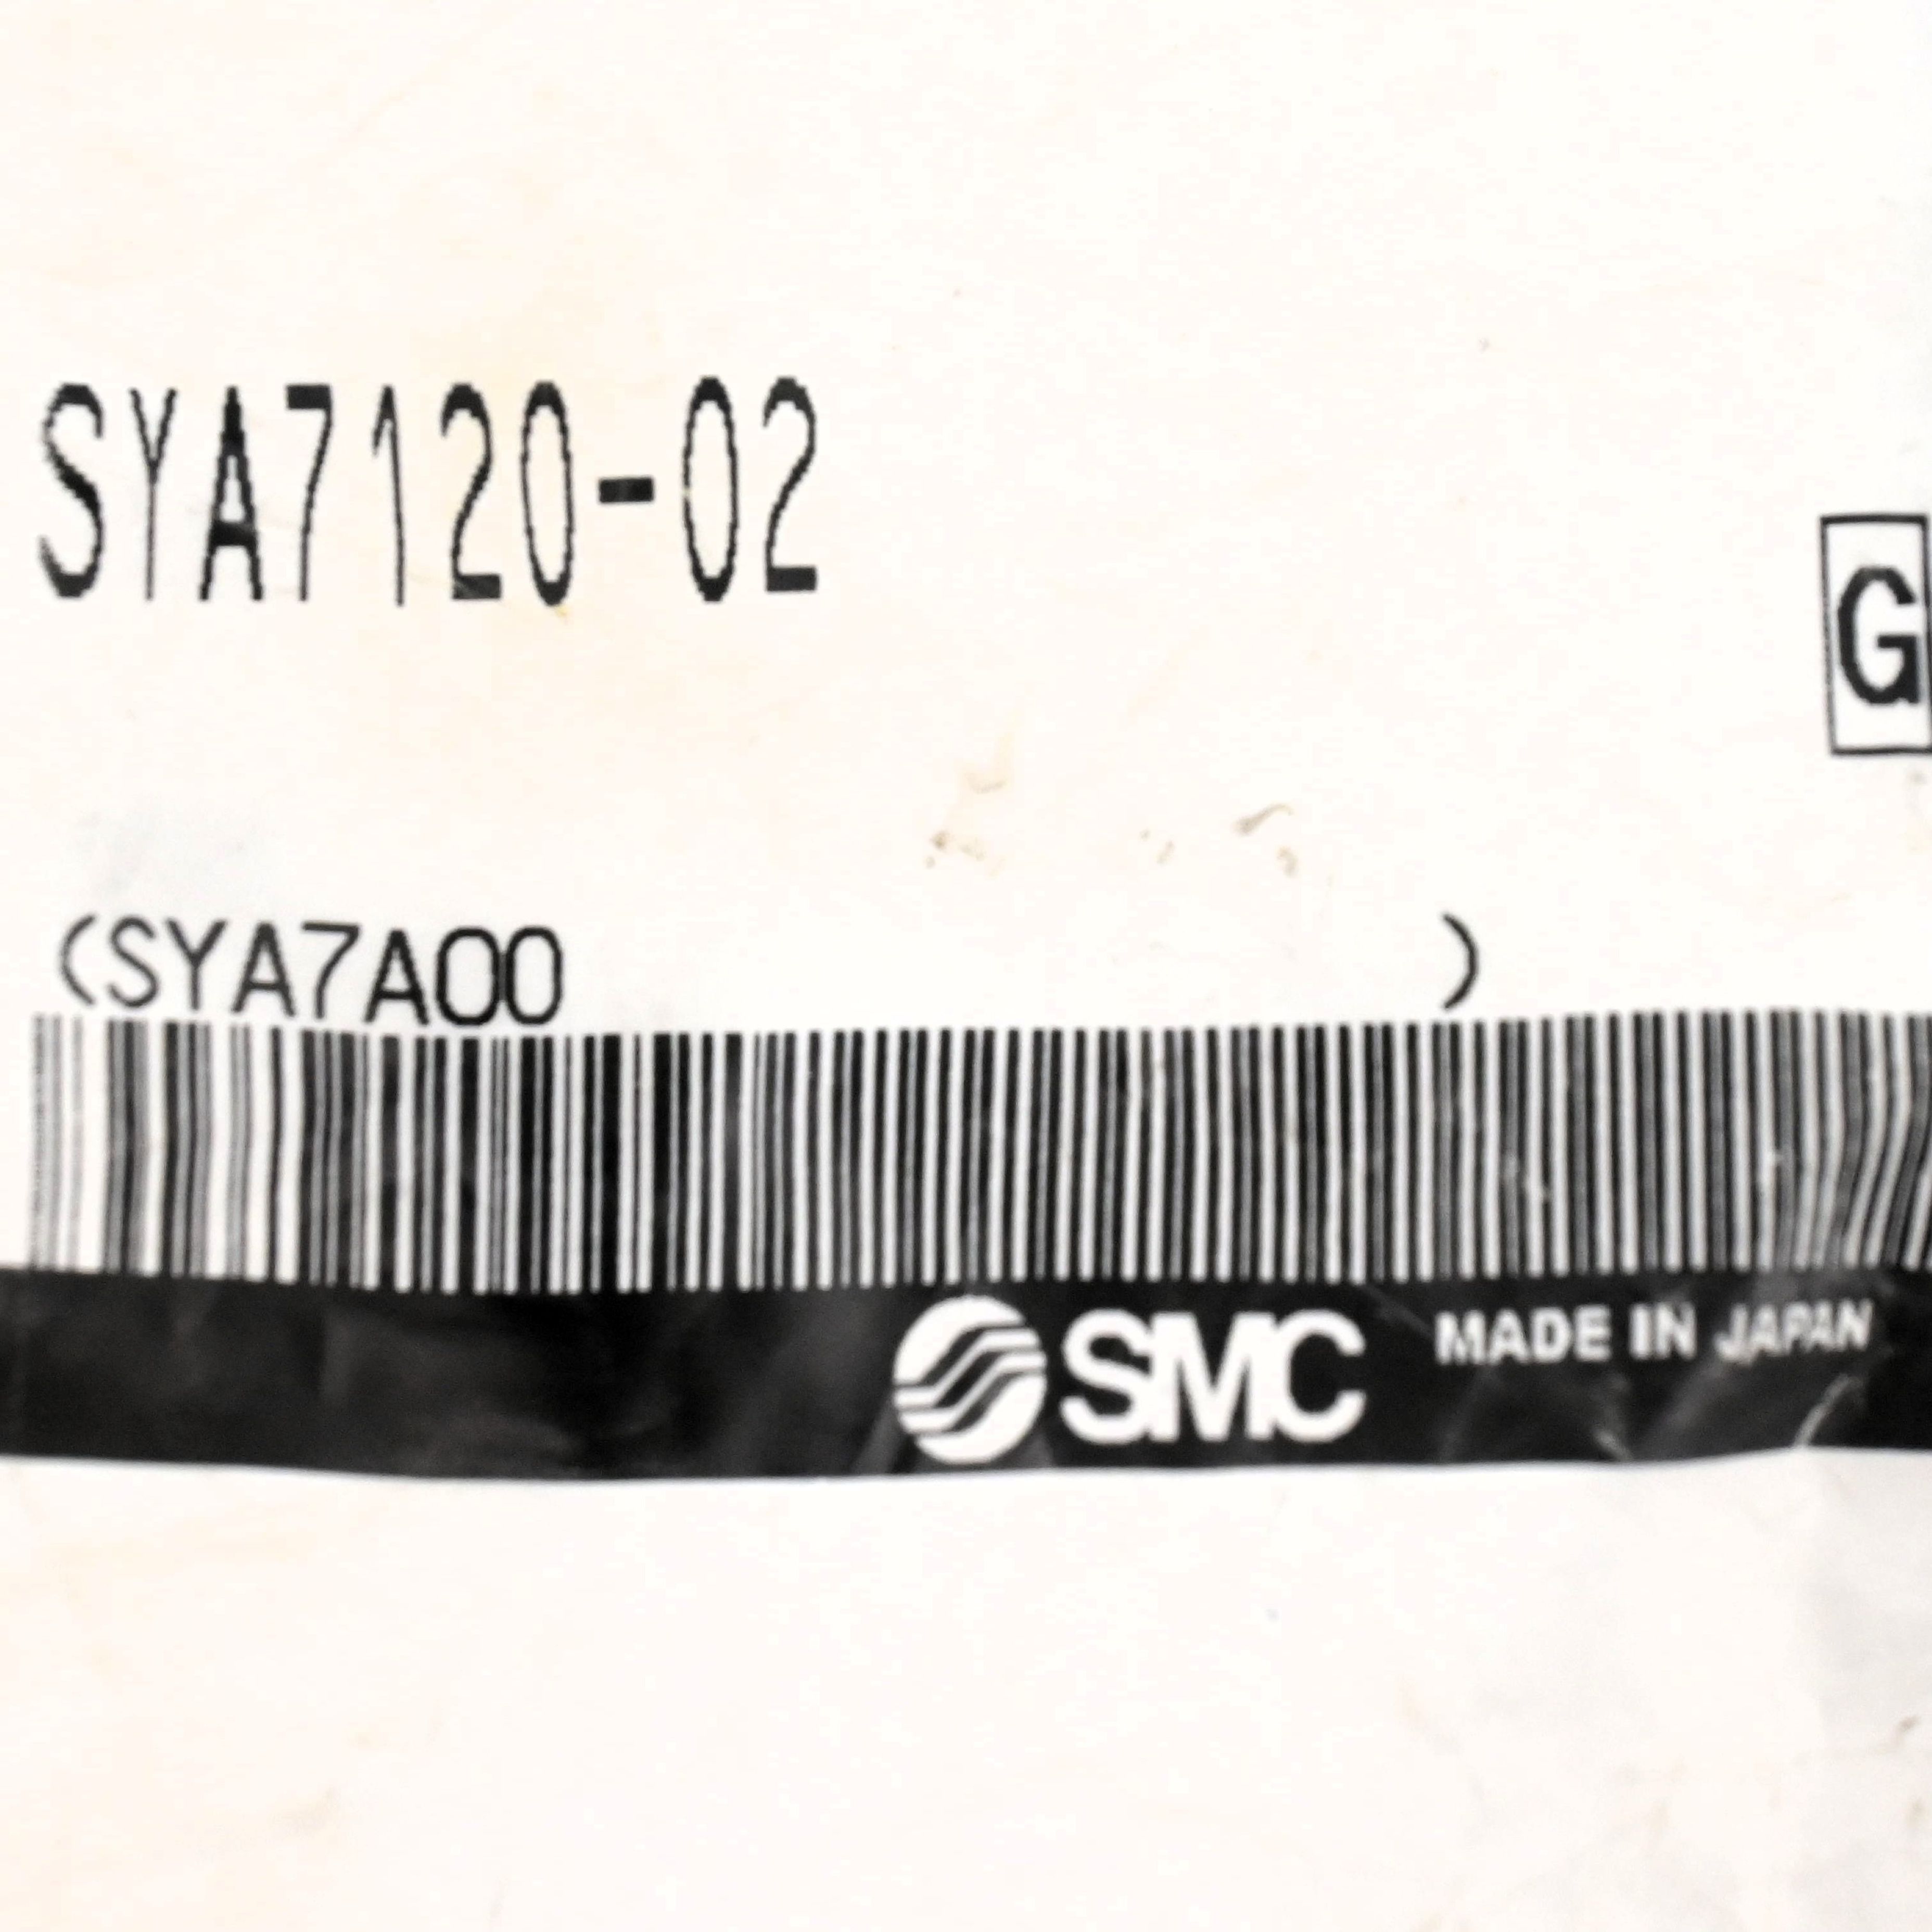 SYA7120-02
G
(SYA7A00 )
SMC MADE IN JAPAN